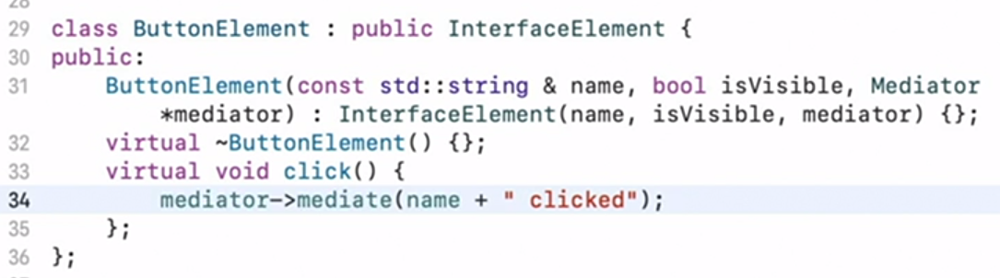 29 class ButtonElement : public InterfaceElement {
30 public:
31     ButtonElement(const std::string & name, bool isVisible, Mediator
           *mediator) : InterfaceElement(name, isVisible, mediator) {};
32     virtual ~ButtonElement() {};
33     virtual void click() {
34         mediator->mediate(name + " clicked");
35     };
36 };